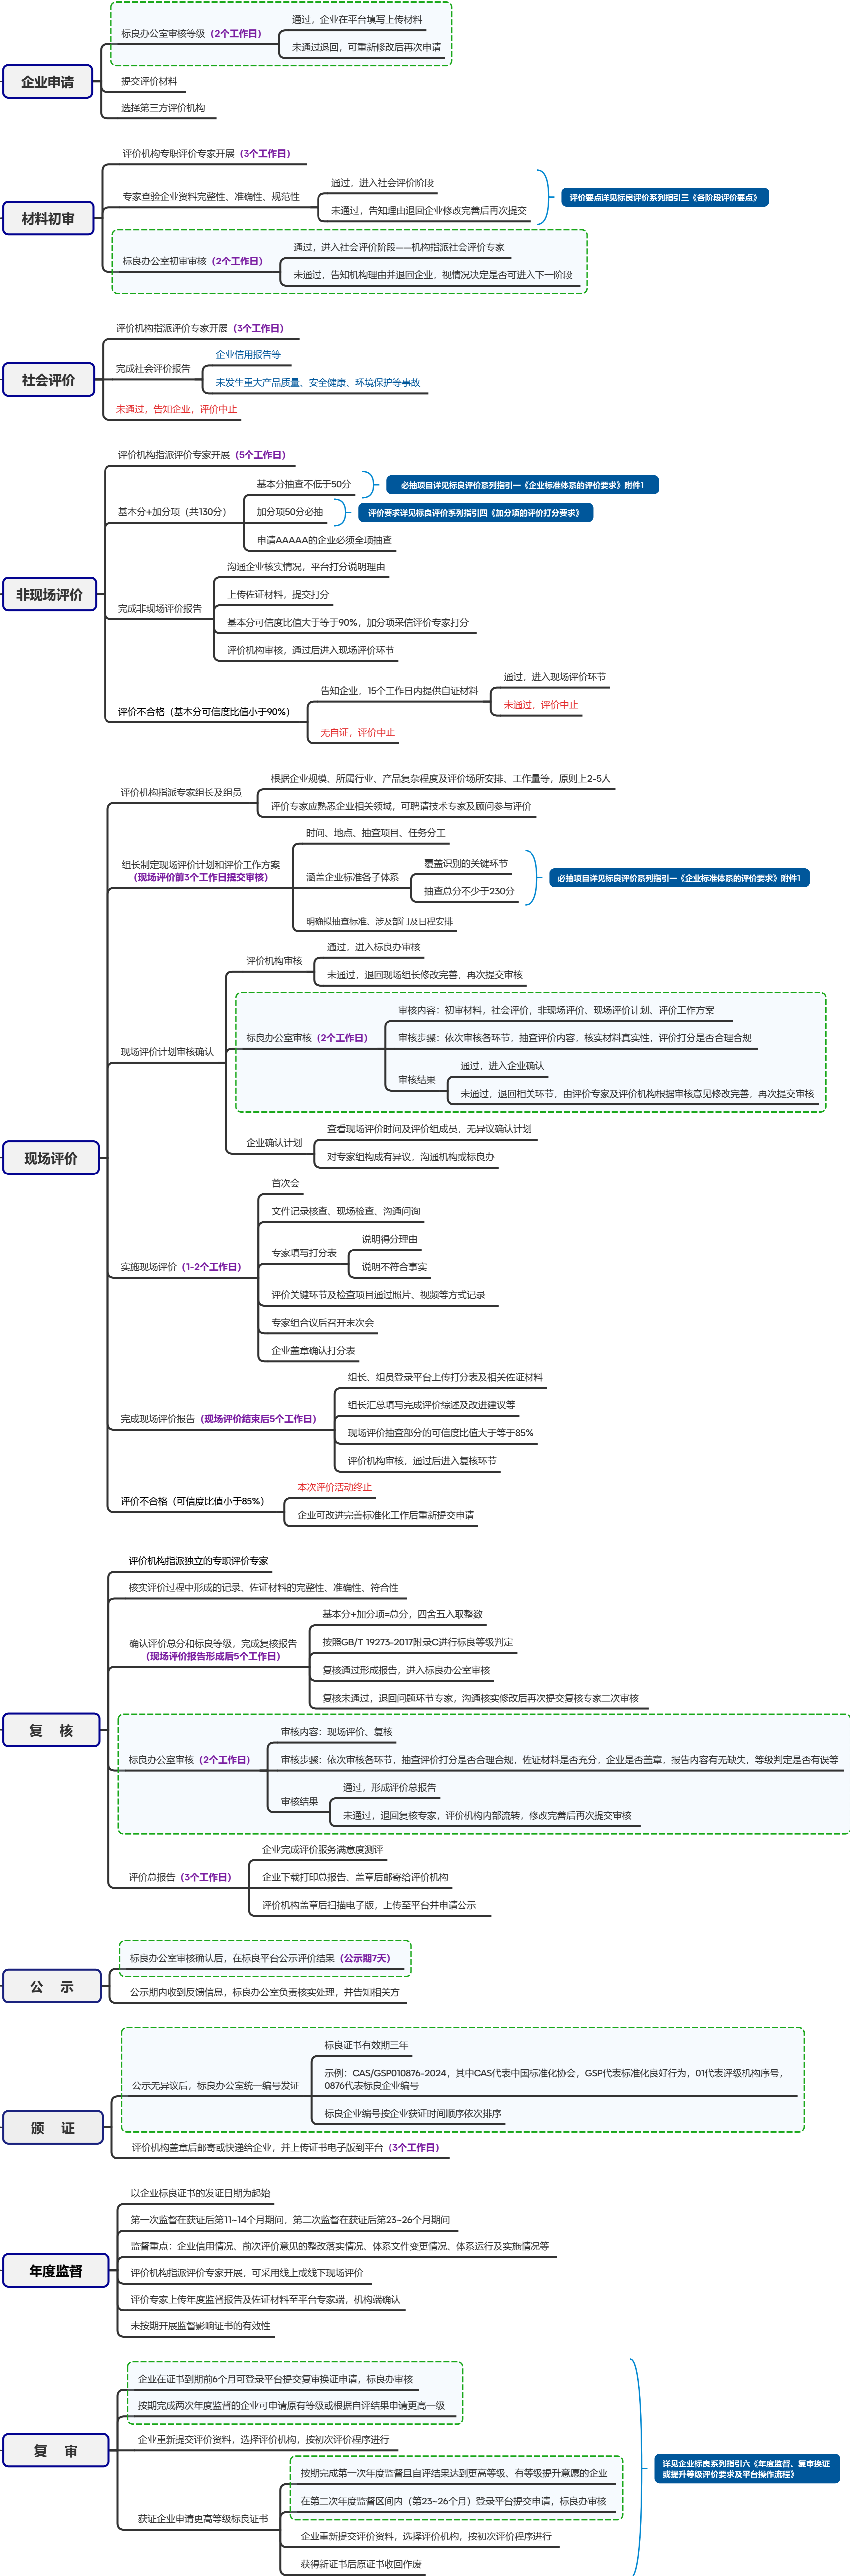 企业申请
标良办公室审核等级（2个工作日）
通过，企业在平台填写上传材料
未通过退回，可重新修改后再次申请
提交评价材料
选择第三方评价机构
材料初审
评价机构专职评价专家开展（3个工作日）
专家查验企业资料完整性、准确性、规范性
通过，进入社会评价阶段
未通过，告知理由退回企业修改完善后再次提交
评价要点详见标良评价系列指引三《各阶段评价要点》
标良办公室初审审核（2个工作日）
通过，进入社会评价阶段——机构指派社会评价专家
未通过，告知机构理由并退回企业，视情况决定是否可进入下一阶段
社会评价
评价机构指派评价专家开展（3个工作日）
完成社会评价报告
企业信用报告等
未发生重大产品质量、安全健康、环境保护等事故
未通过，告知企业，评价中止
非现场评价
评价机构指派评价专家开展（5个工作日）
基本分+加分项（共130分）
基本分抽查不低于50分
必抽项目详见标良评价系列指引一《企业标准体系的评价要求》附件1
加分项50分必抽
评价要求详见标良评价系列指引四《加分项的评价打分要求》
申请AAAAA的企业必须全项抽查
完成非现场评价报告
沟通企业核实情况，平台打分说明理由
上传佐证材料，提交打分
基本分可信度比值大于等于90%，加分项采信评价专家打分
评价机构审核，通过后进入现场评价环节
评价不合格（基本分可信度比值小于90%）
告知企业，15个工作日内提供自证材料
通过，进入现场评价环节
未通过，评价中止
无自证，评价中止
现场评价
评价机构指派专家组长及组员
根据企业规模、所属行业、产品复杂程度及评价场所安排、工作量等，原则上2-5人
评价专家应熟悉企业相关领域，可聘请技术专家及顾问参与评价
组长制定现场评价计划和评价工作方案
（现场评价前3个工作日提交审核）
时间、地点、抽查项目、任务分工
涵盖企业标准各子体系
覆盖识别的关键环节
抽查总分不少于230分
必抽项目详见标良评价系列指引一《企业标准体系的评价要求》附件1
明确拟抽查标准、涉及部门及日程安排
现场评价计划审核确认
评价机构审核
通过，进入标良办审核
未通过，退回现场组长修改完善，再次提交审核
标良办公室审核（2个工作日）
审核内容：初审材料，社会评价，非现场评价、现场评价计划、评价工作方案
审核步骤：依次审核各环节，抽查评价内容，核实材料真实性，评价打分是否合理合规
审核结果
通过，进入企业确认
未通过，退回相关环节，由评价专家及评价机构根据审核意见修改完善，再次提交审核
企业确认计划
查看现场评价时间及评价组成员，无异议确认计划
对专家组构成有异议，沟通机构或标良办
实施现场评价（1-2个工作日）
首次会
文件记录核查、现场检查、沟通问询
专家填写打分表
说明得分理由
说明不符合事实
评价关键环节及检查项目通过照片、视频等方式记录
专家组合议后召开末次会
企业盖章确认打分表
完成现场评价报告（现场评价结束后5个工作日）
组长、组员登录平台上传打分表及相关佐证材料
组长汇总填写完成评价综述及改进建议等
现场评价抽查部分的可信度比值大于等于85%
评价机构审核，通过后进入复核环节
评价不合格（可信度比值小于85%）
本次评价活动终止
企业可改进完善标准化工作后重新提交申请
复 核
评价机构指派独立的专职评价专家
核实评价过程中形成的记录、佐证材料的完整性、准确性、符合性
确认评价总分和标良等级，完成复核报告
（现场评价报告形成后5个工作日）
基本分+加分项=总分，四舍五入取整数
按照GB/T 19273-2017附录C进行标良等级判定
复核通过形成报告，进入标良办公室审核
复核未通过，退回问题环节专家，沟通核实修改后再次提交复核专家二次审核
标良办公室审核（2个工作日）
审核内容：现场评价、复核
审核步骤：依次审核各环节，抽查评价打分是否合理合规，佐证材料是否充分，企业是否盖章，报告内容有无缺失，等级判定是否有误等
审核结果
通过，形成评价总报告
未通过，退回复核专家，评价机构内部流转，修改完善后再次提交审核
评价总报告（3个工作日）
企业完成评价服务满意度测评
企业下载打印总报告、盖章后邮寄给评价机构
评价机构盖章后扫描电子版，上传至平台并申请公示
公 示
标良办公室审核确认后，在标良平台公示评价结果（公示期7天）
公示期内收到反馈信息，标良办公室负责核实处理，并告知相关方
颁 证
公示无异议后，标良办公室统一编号发证
标良证书有效期三年
示例：CAS/GSP010876-2024，其中CAS代表中国标准化协会，GSP代表标准化良好行为，01代表评级机构序号，
0876代表标良企业编号
标良企业编号按企业获证时间顺序依次排序
评价机构盖章后邮寄或快递给企业，并上传证书电子版到平台（3个工作日）
年度监督
以企业标良证书的发证日期为起始
第一次监督在获证后第11~14个月期间，第二次监督在获证后第23~26个月期间
监督重点：企业信用情况、前次评价意见的整改落实情况、体系文件变更情况、体系运行及实施情况等
评价机构指派评价专家开展，可采用线上或线下现场评价
评价专家上传年度监督报告及佐证材料至平台专家端，机构端确认
未按期开展监督影响证书的有效性
复 审
企业在证书到期前6个月可登录平台提交复审换证申请，标良办审核
按期完成两次年度监督的企业可申请原有等级或根据自评结果申请更高一级
企业重新提交评价资料，选择评价机构，按初次评价程序进行
获证企业申请更高等级标良证书
按期完成第一次年度监督且自评结果达到更高等级、有等级提升意愿的企业
在第二次年度监督区间内（第23~26个月）登录平台提交申请，标良办审核
企业重新提交评价资料，选择评价机构，按初次评价程序进行
获得新证书后原证书收回作废
详见企业标良系列指引六《年度监督、复审换证
或提升等级评价要求及平台操作流程》